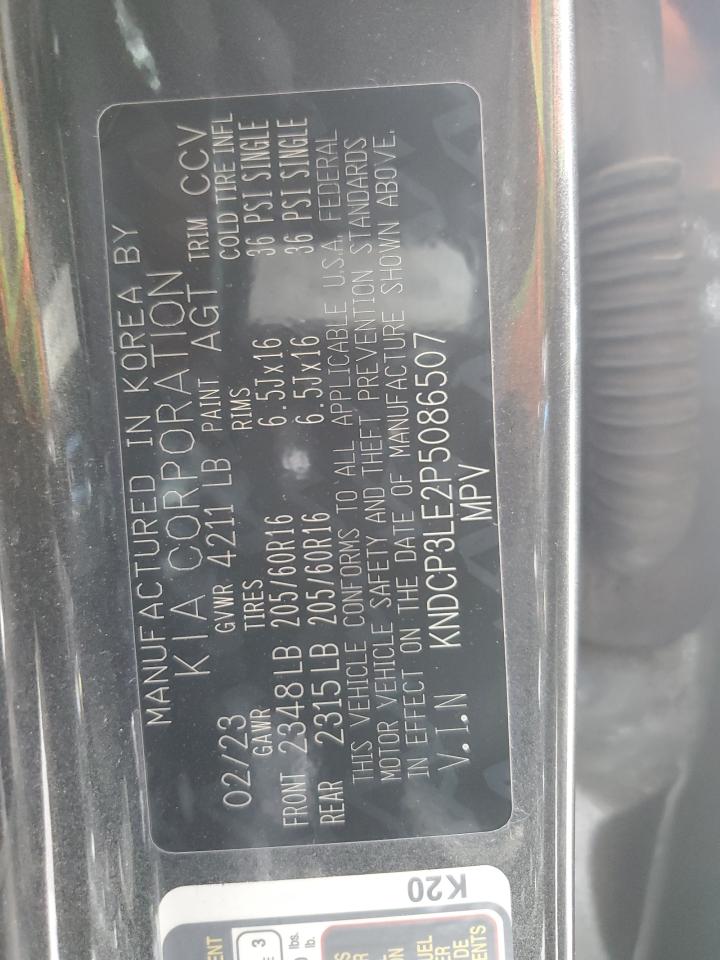 MANUFACTURED IN KOREA BY
KIA CORPORATION
02/23 GVWR 4211 LB PAINT AGT TRIM CCV
GAWR TIRES RIMS COLD TIRE INFL
FRONT 2348LB 205/60R16 6.5Jx16 36 PSI SINGLE
REAR 2315LB 205/60R16 6.5Jx16 36 PSI SINGLE
THIS VEHICLE CONFORMS TO ALL APPLICABLE U.S.A. FEDERAL
MOTOR VEHICLE SAFETY AND THEFT PREVENTION STANDARDS
IN EFFECT ON THE DATE OF MANUFACTURE SHOWN ABOVE.
V.I.N KNDCP3LE2P5086507
MPV
K20
3
lbs.
lb.